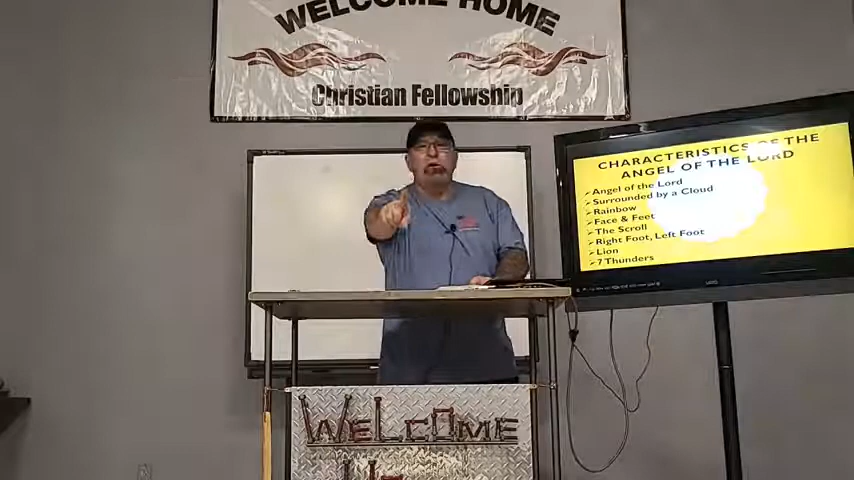 WELCOME HOME
Christian Fellowship
CHARACTERISTICS OF THE
ANGEL OF THE LORD
Angel of the Lord
Surrounded by a Cloud
Rainbow
Face & Feet
The Scroll
Right Foot, Left Foot
Lion
7 Thunders
WELCOME